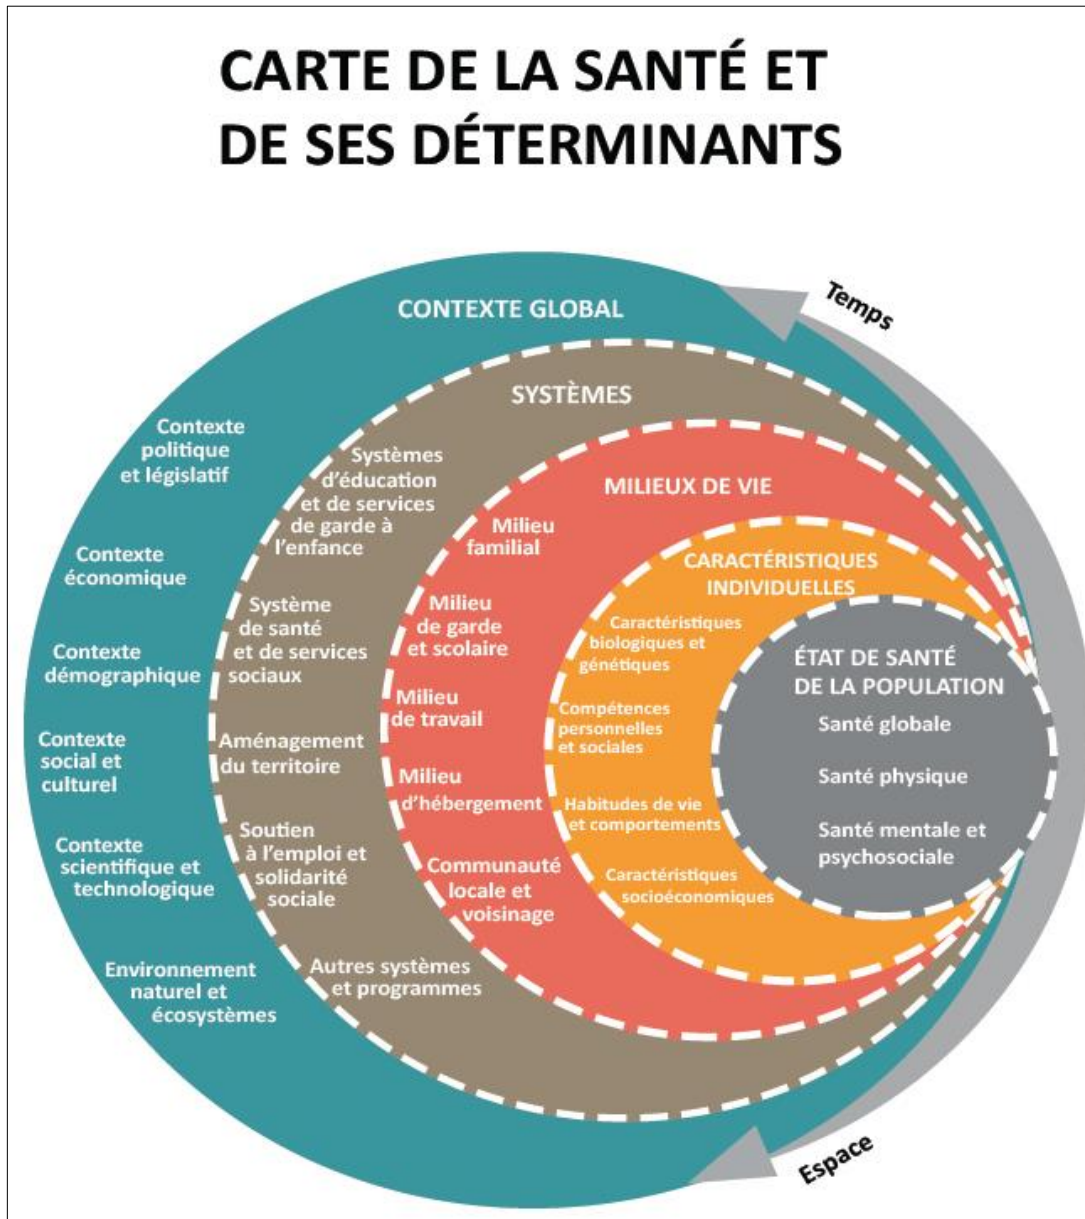 CARTE DE LA SANTÉ ET
DE SES DÉTERMINANTS
Temps
CONTEXTE GLOBAL
Contexte
politique
et législatif
Contexte
économique
Contexte
démographique
Contexte
social et
culturel
Contexte
scientifique et
technologique
Environnement
naturel et
écosystèmes
SYSTÈMES
Systèmes
d'éducation
et de services
de garde à
l'enfance
Système
de santé
et de services
sociaux
Aménagement
du territoire
Soutien
à l'emploi et
solidarité
sociale
Autres systèmes
et programmes
MILIEUX DE VIE
Milieu
familial
Milieu
de garde
et scolaire
Milieu
de travail
Milieu
d'hébergement
Communauté
locale et
voisinage
CARACTÉRISTIQUES
INDIVIDUELLES
Caractéristiques
biologiques et
génétiques
Compétences
personnelles
et sociales
Habitudes de vie
et comportements
Caractéristiques
socioéconomiques
ÉTAT DE SANTÉ
DE LA POPULATION
Santé globale
Santé physique
Santé mentale et
psychosociale
Espace